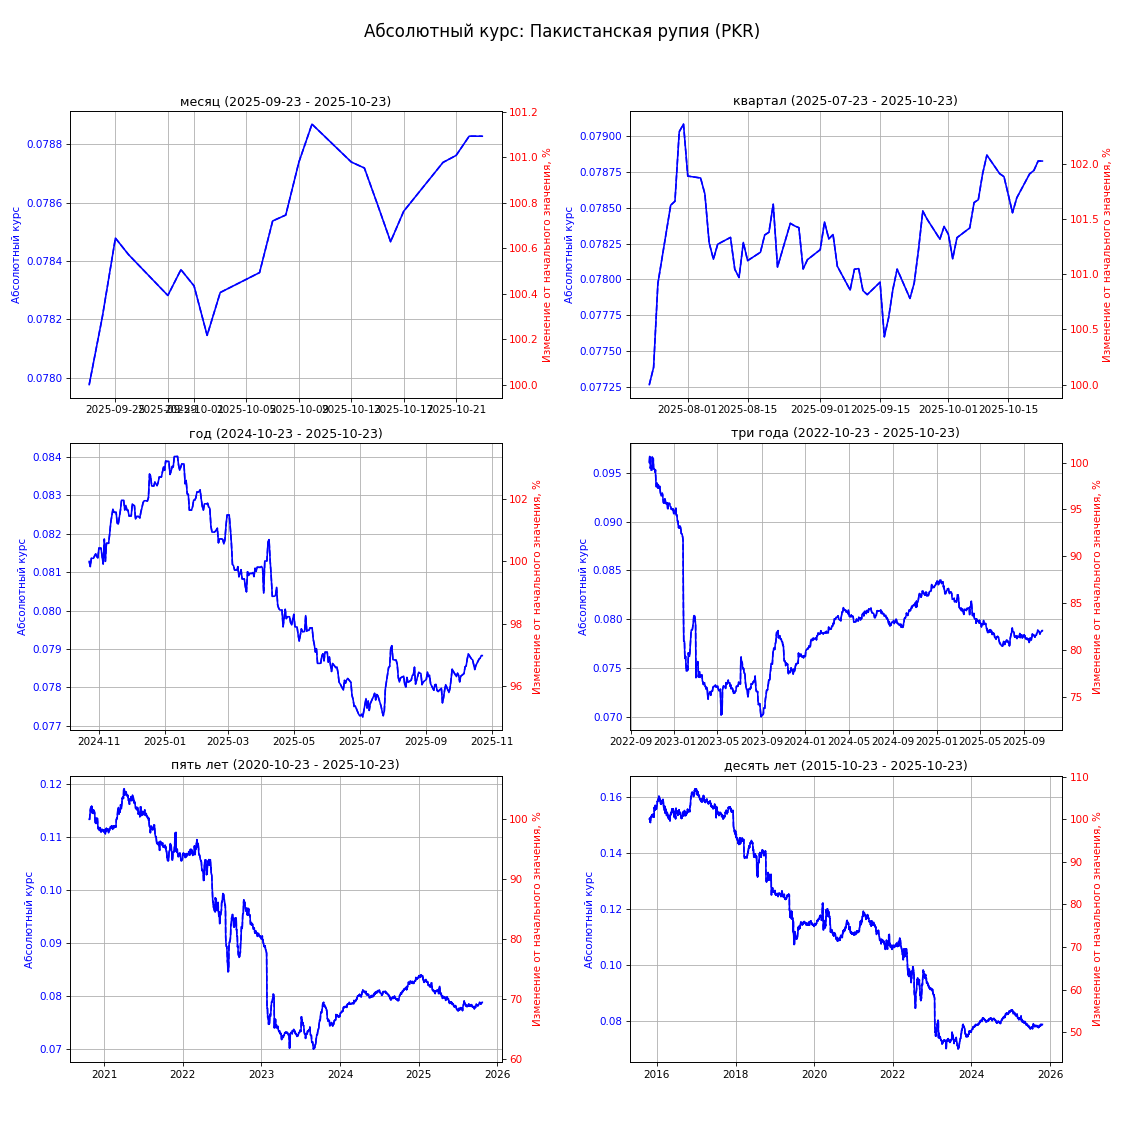 Абсолютный курс: Пакистанская рупия (PKR)
месяц (2025-09-23 - 2025-10-23)
Абсолютный курс
0.0788
0.0786
0.0784
0.0782
0.0780
101.2
101.0
100.8
100.6
100.4
100.2
100.0
Изменение от начального значения, %
2025-09-25 2025-09-29 2025-10-01 2025-10-05 2025-10-09 2025-10-13 2025-10-17 2025-10-21
квартал (2025-07-23 - 2025-10-23)
Абсолютный курс
0.07900
0.07875
0.07850
0.07825
0.07800
0.07775
0.07750
0.07725
102.0
101.5
101.0
100.5
100.0
Изменение от начального значения, %
2025-08-01 2025-08-15 2025-09-01 2025-09-15 2025-10-01 2025-10-15
год (2024-10-23 - 2025-10-23)
Абсолютный курс
0.084
0.083
0.082
0.081
0.080
0.079
0.078
0.077
102
100
98
96
Изменение от начального значения, %
2024-11 2025-01 2025-03 2025-05 2025-07 2025-09 2025-11
три года (2022-10-23 - 2025-10-23)
Абсолютный курс
0.095
0.090
0.085
0.080
0.075
0.070
100
95
90
85
80
75
Изменение от начального значения, %
2022-09 2023-01 2023-05 2023-09 2024-01 2024-05 2024-09 2025-01 2025-05 2025-09
пять лет (2020-10-23 - 2025-10-23)
Абсолютный курс
0.12
0.11
0.10
0.09
0.08
0.07
100
90
80
70
60
Изменение от начального значения, %
2021 2022 2023 2024 2025 2026
десять лет (2015-10-23 - 2025-10-23)
Абсолютный курс
0.16
0.14
0.12
0.10
0.08
110
100
90
80
70
60
50
Изменение от начального значения, %
2016 2018 2020 2022 2024 2026